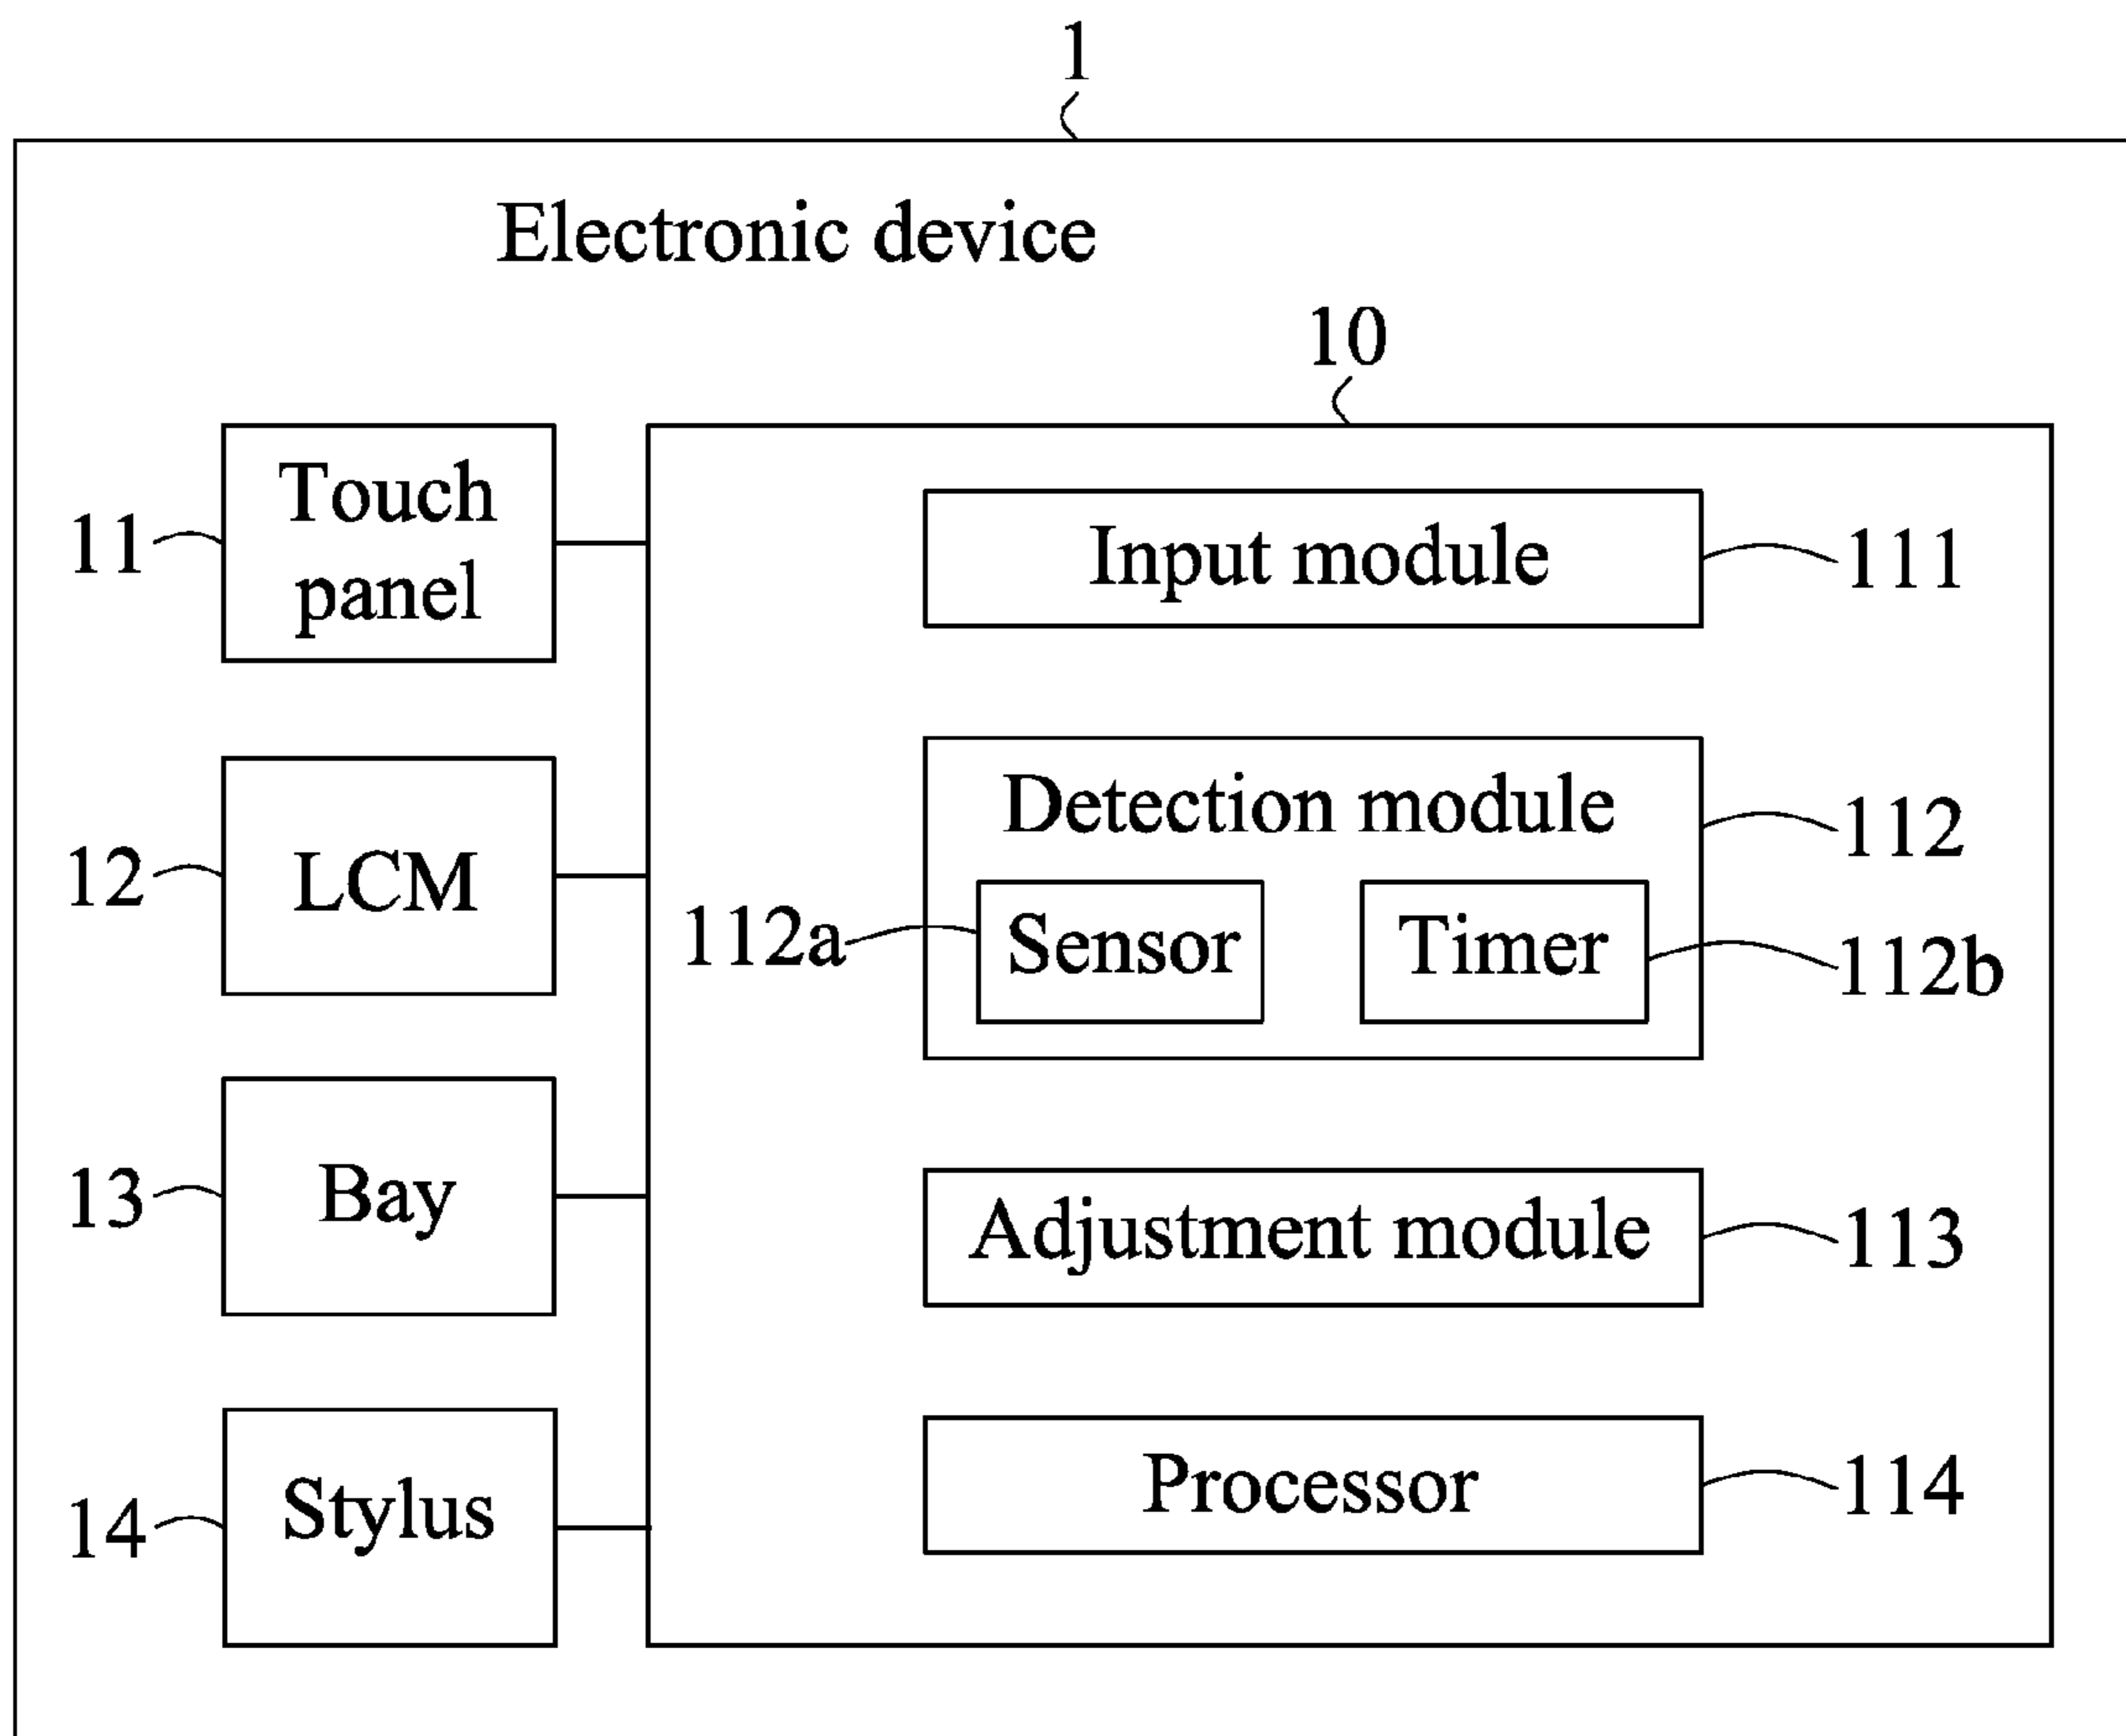 1
Electronic device
10
Touch
panel
11
Input module
111
Detection module
112
LCM
12
112a
Sensor
Timer
112b
Bay
13
Adjustment module
113
Stylus
14
Processor
114